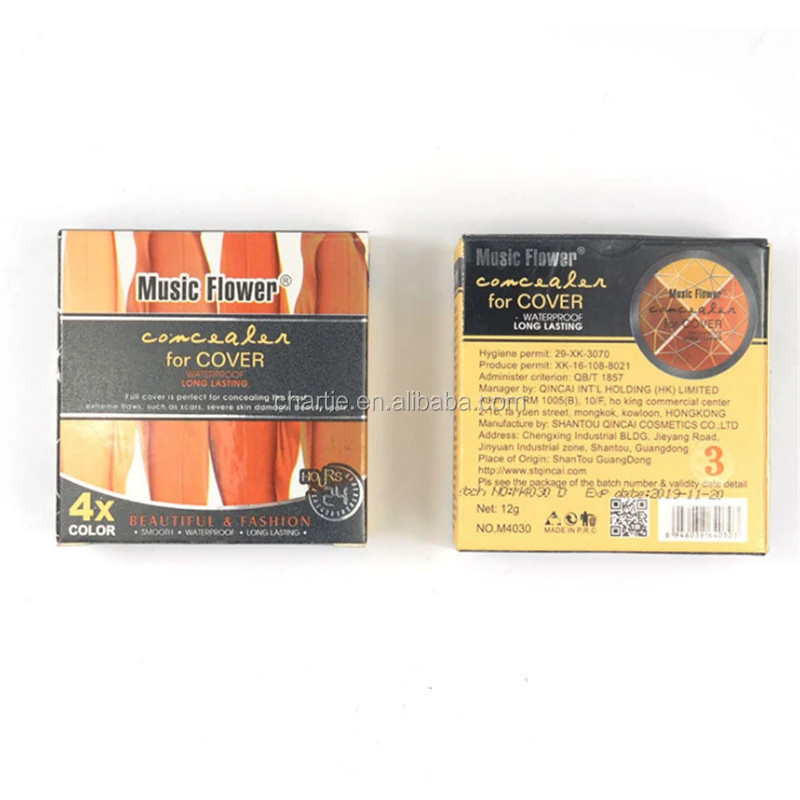 Music Flower®
concealer
for COVER
WATERPROOF
LONG LASTING
Full cover is perfect for concealing the most
extreme flaws, such as scars, severe skin damage
HOURS
24
4X
COLOR
BEAUTIFUL & FASHION
• SMOOTH • WATERPROOF • LONG LASTING •
Music Flower®
concealer
for COVER
- WATERPROOF
LONG LASTING
Music Flower
concealer
for COVER
Hygiene permit: 29-XK-3070
Produce permit: XK-16-108-8021
Administer criterion: QB/T 1857
Manager by: QINCAI INT'L HOLDING (HK) LIMITED
RM 1005(B), 10/F, ho king commercial center
2-16, fa yuen street, mongkok, kowloon, HONGKONG
Manufacture by: SHANTOU QINCAI COSMETICS CO.,LTD
Address: Chengxing Industrial BLDG, Jieyang Road,
Jinyuan Industrial zone, Shantou, Guangdong
Place of Origin: ShanTou GuangDong
http://www.stqincai.com
3
Pls see the package of the batch number & validity date detail
tch NO:M4030 D Exp date:2019-11-20
Net: 12g
NO.M4030
MADE IN P.R.C
chartie.en.alibaba.com